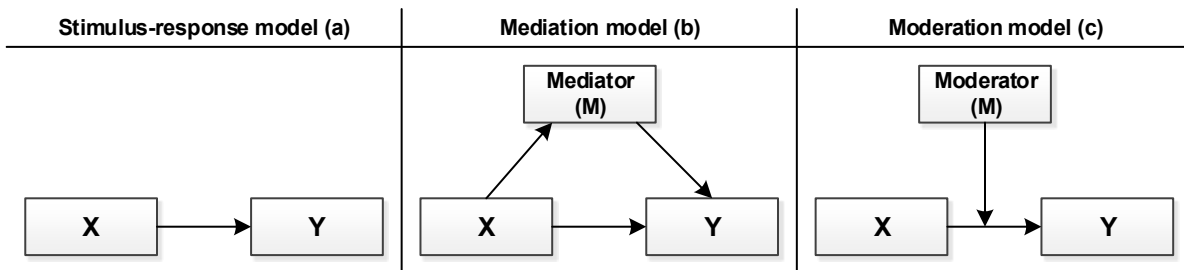 Stimulus-response model (a)
Mediation model (b)
Moderation model (c)
Mediator
(M)
Moderator
(M)
X
Y
X
Y
X
Y